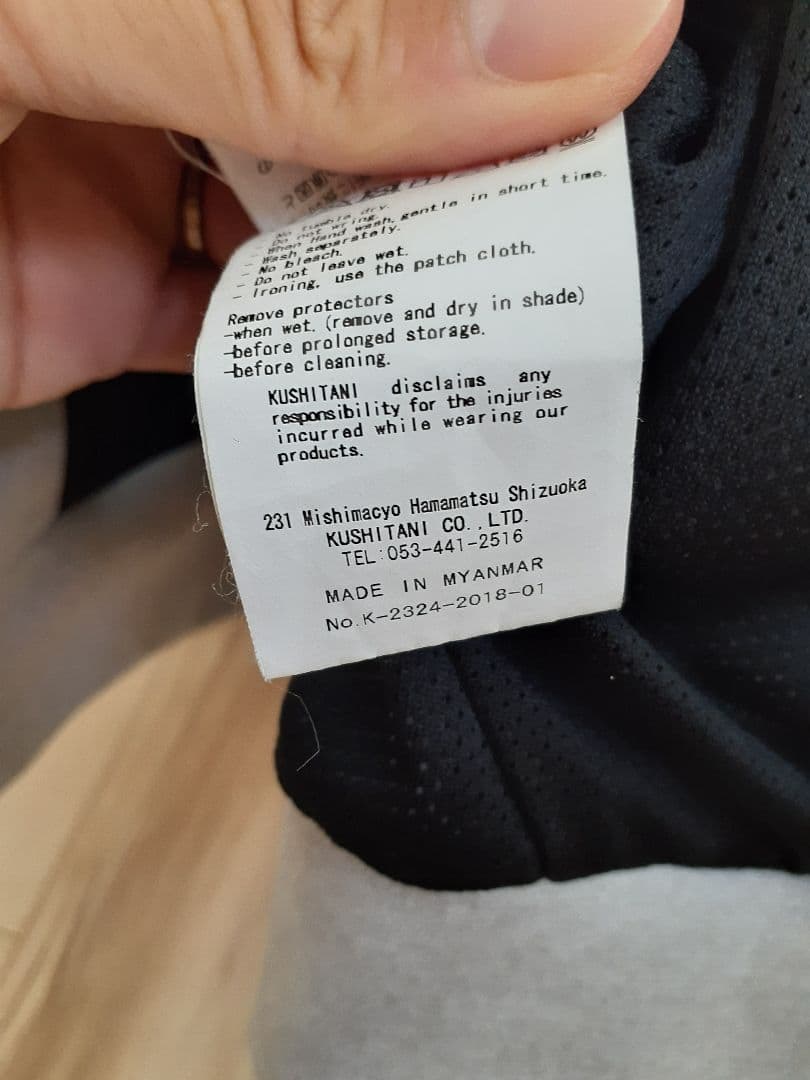 - No tumble dry.
- Do not wring.
- When Hand wash, gentle in short time.
- Wash separately.
- No bleach.
- Do not leave wet.
- Ironing, use the patch cloth.
Remove protectors
-when wet. (remove and dry in shade)
-before prolonged storage.
-before cleaning.
KUSHITANI disclaims any
responsibility for the injuries
incurred while wearing our
products.
231 Mishimacyo Hamamatsu Shizuoka
KUSHITANI CO.,LTD.
TEL:053-441-2516
MADE IN MYANMAR
No.K-2324-2018-01